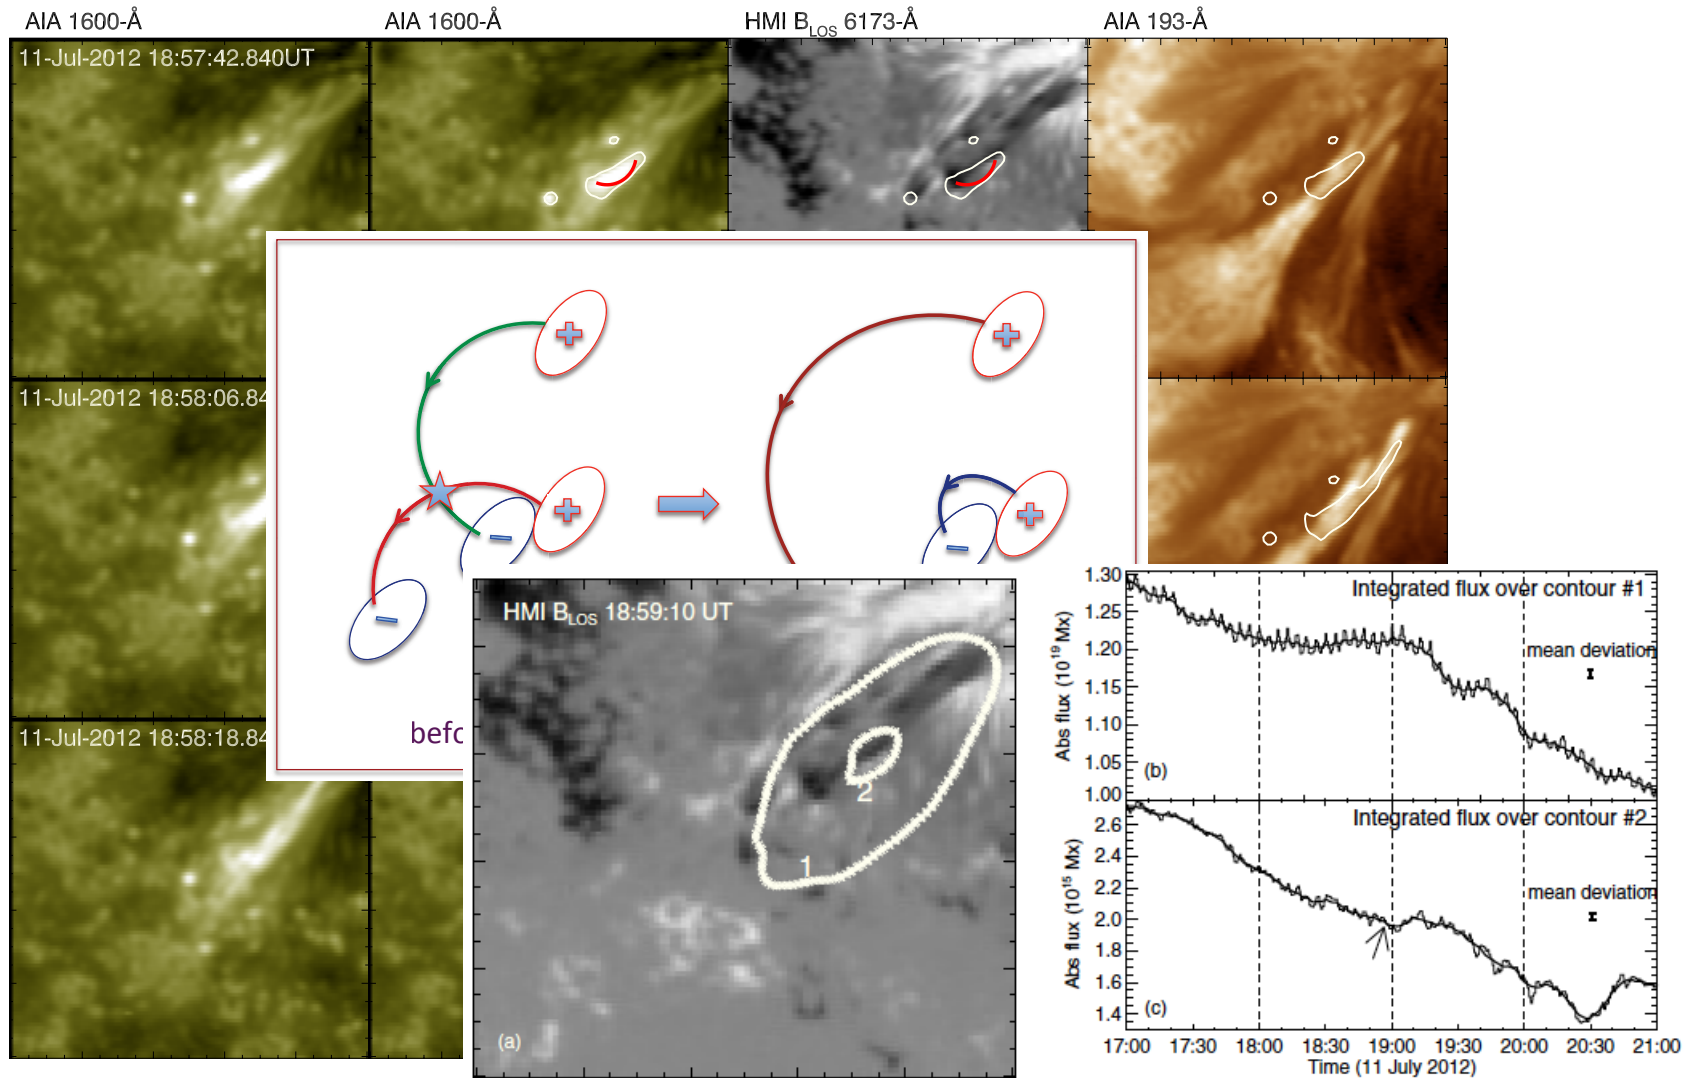 AIA 1600-Å
AIA 1600-Å
HMI B_LOS 6173-Å
AIA 193-Å
11-Jul-2012 18:57:42.840UT
11-Jul-2012 18:58:06.84
11-Jul-2012 18:58:18.84
+
+
+
+
−
−
−
befo
HMI B_LOS 18:59:10 UT
2
1
(a)
Integrated flux over contour #1
mean deviation
Abs flux (10^19 Mx)
1.30
1.25
1.20
1.15
1.10
1.05
1.00
(b)
Integrated flux over contour #2
mean deviation
Abs flux (10^15 Mx)
2.6
2.4
2.2
2.0
1.8
1.6
1.4
(c)
17:00 17:30 18:00 18:30 19:00 19:30 20:00 20:30 21:00
Time (11 July 2012)